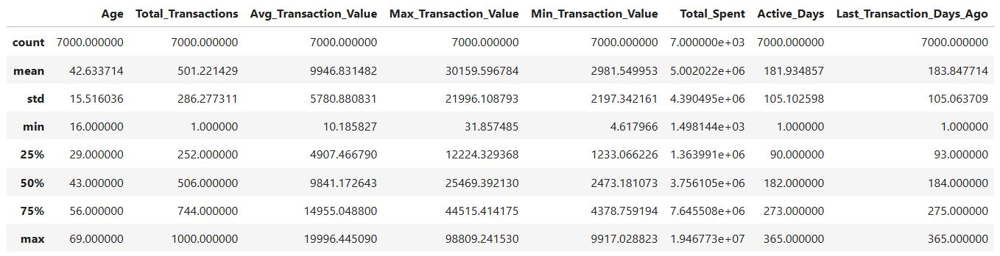 Age Total_Transactions Avg_Transaction_Value Max_Transaction_Value Min_Transaction_Value Total_Spent Active_Days Last_Transaction_Days_Ago
count 7000.000000 7000.000000 7000.000000 7000.000000 7000.000000 7.000000e+03 7000.000000 7000.000000
mean 42.633714 501.221429 9946.831482 30159.596784 2981.549953 5.002022e+06 181.934857 183.847714
std 15.516036 286.277311 5780.880831 21996.108793 2197.342161 4.390495e+06 105.102598 105.063709
min 16.000000 1.000000 10.185827 31.857485 4.617966 1.498144e+03 1.000000 1.000000
25% 29.000000 252.000000 4907.466790 12224.329368 1233.066226 1.363991e+06 90.000000 93.000000
50% 43.000000 506.000000 9841.172643 25469.392130 2473.181073 3.756105e+06 182.000000 184.000000
75% 56.000000 744.000000 14955.048800 44515.414175 4378.759194 7.645508e+06 273.000000 275.000000
max 69.000000 1000.000000 19996.445090 98809.241530 9917.028823 1.946773e+07 365.000000 365.000000